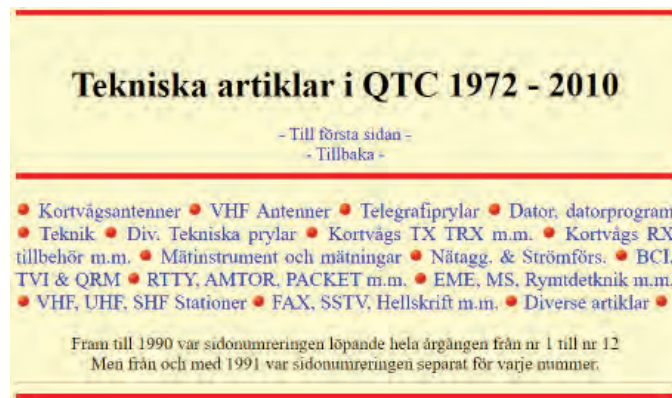 Tekniska artiklar i QTC 1972 - 2010
- Till första sidan -
- Tillbaka -
Kortvågsantenner VHF Antenner Telegrafiprylar Dator, datorprogram
Teknik Div. Tekniska prylar Kortvågs TX TRX m.m. Kortvågs RX
tillbehör m.m. Mätinstrument och mätningar Nätagg. & Strömförs. BCI,
TVI & QRM RTTY, AMTOR, PACKET m.m. EME, MS, Rymtdetknik m.m.
VHF, UHF, SHF Stationer FAX, SSTV, Hellskrift m.m. Diverse artiklar
Fram till 1990 var sidonumreringen löpande hela årgången från nr 1 till nr 12
Men från och med 1991 var sidonumreringen separat för varje nummer.